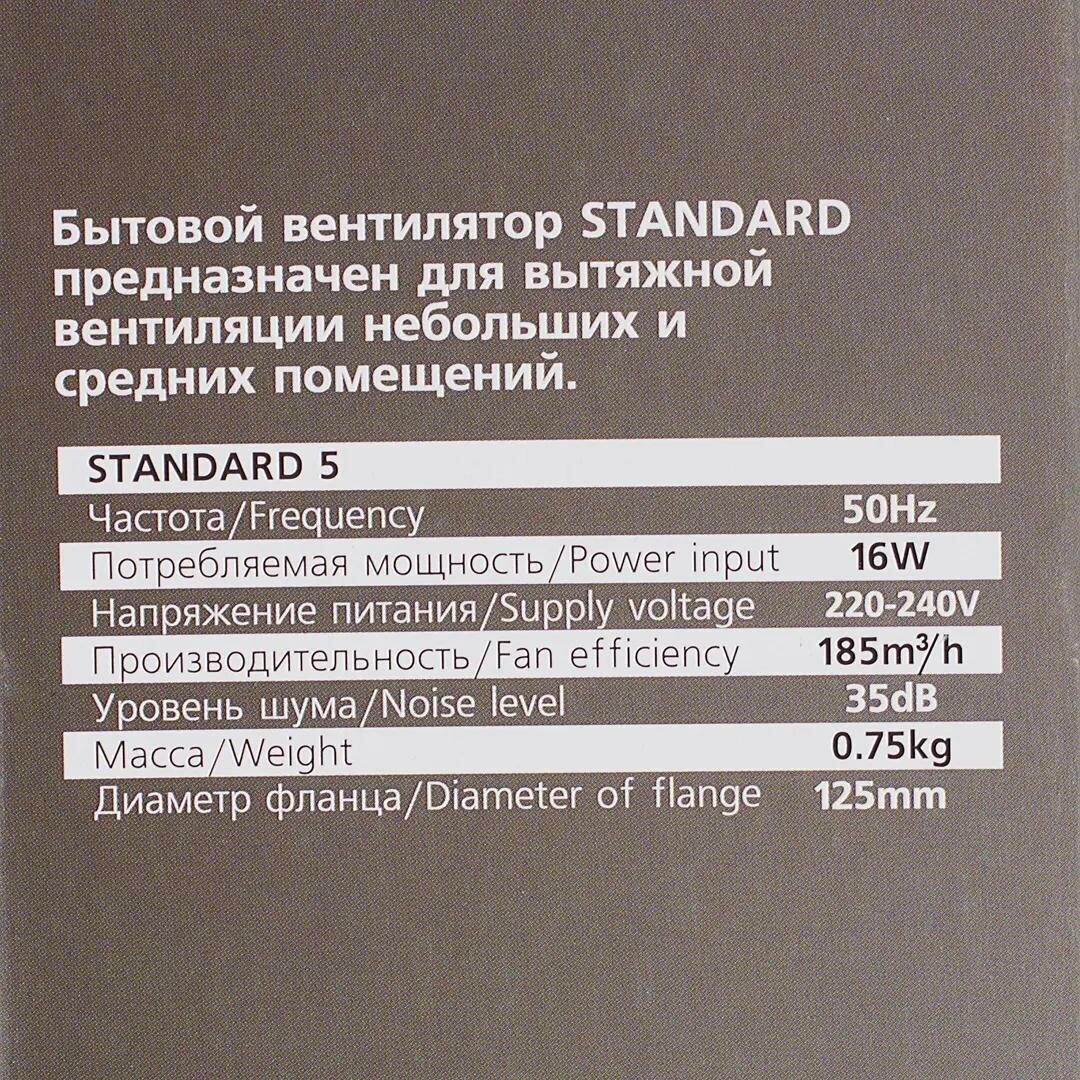 Бытовой вентилятор STANDARD
предназначен для вытяжной
вентиляции небольших и
средних помещений.
STANDARD 5
Частота/Frequency 50Hz
Потребляемая мощность/Power input 16W
Напряжение питания/Supply voltage 220-240V
Производительность/Fan efficiency 185m³/h
Уровень шума/Noise level 35dB
Масса/Weight 0.75kg
Диаметр фланца/Diameter of flange 125mm